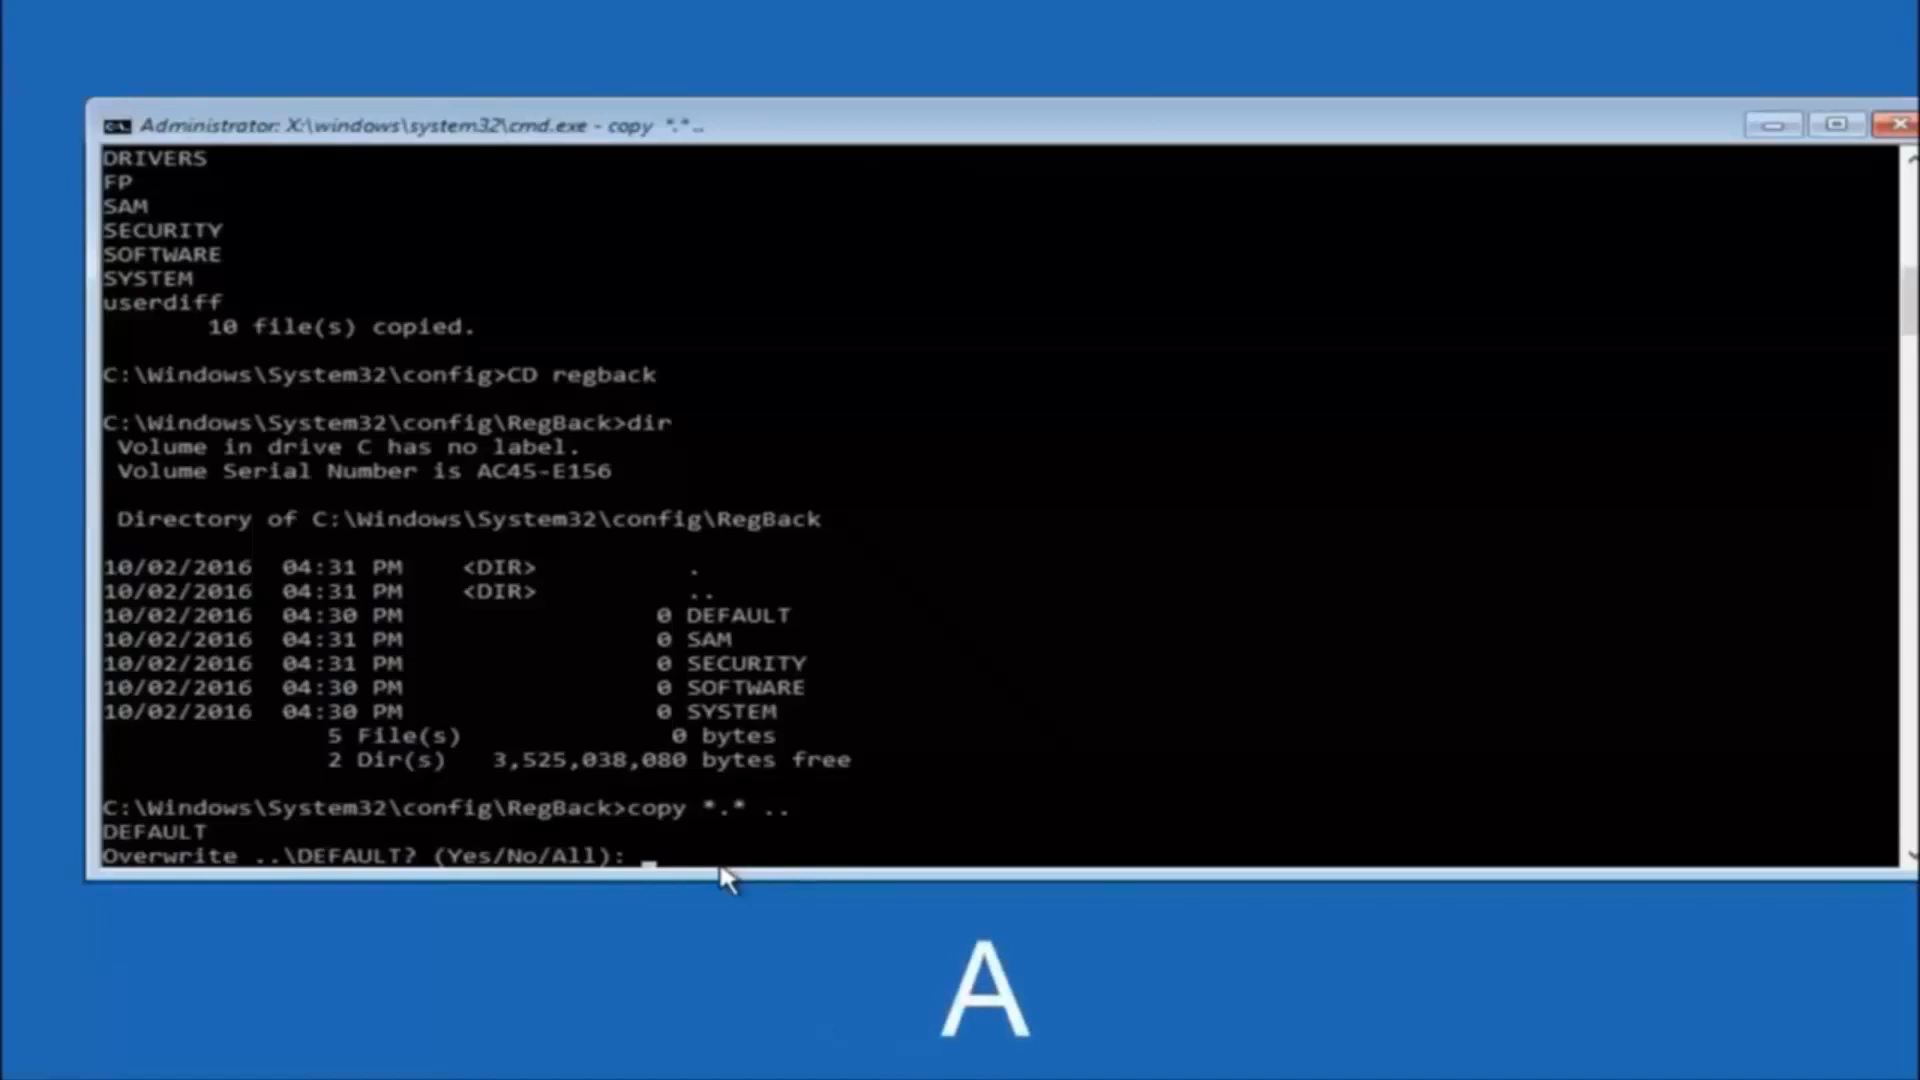 Administrator: X:\windows\system32\cmd.exe - copy *.* ..
DRIVERS
FP
SAM
SECURITY
SOFTWARE
SYSTEM
userdiff
10 file(s) copied.
C:\Windows\System32\config>CD regback
C:\Windows\System32\config\RegBack>dir
Volume in drive C has no label.
Volume Serial Number is AC45-E156
Directory of C:\Windows\System32\config\RegBack
10/02/2016 04:31 PM <DIR> .
10/02/2016 04:31 PM <DIR> ..
10/02/2016 04:30 PM 0 DEFAULT
10/02/2016 04:31 PM 0 SAM
10/02/2016 04:31 PM 0 SECURITY
10/02/2016 04:30 PM 0 SOFTWARE
10/02/2016 04:30 PM 0 SYSTEM
5 File(s) 0 bytes
2 Dir(s) 3,525,038,080 bytes free
C:\Windows\System32\config\RegBack>copy *.* ..
DEFAULT
Overwrite ..\DEFAULT? (Yes/No/All): _
A